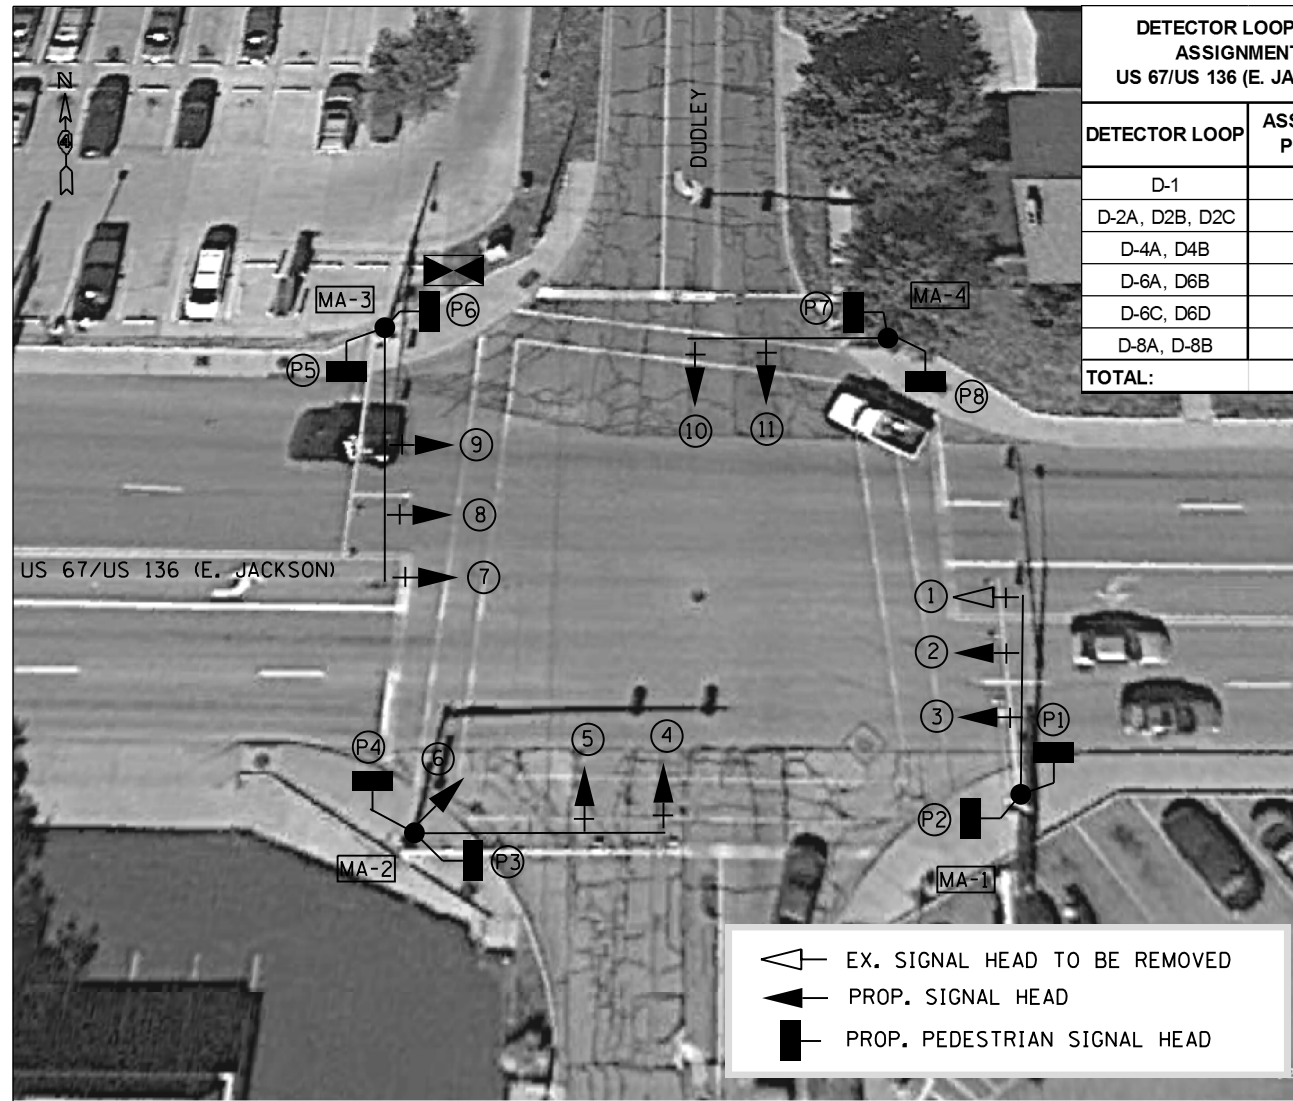 DETECTOR LOOP
ASSIGNMENT
US 67/US 136 (E. JA
DETECTOR LOOP
ASS
P
D-1
D-2A, D2B, D2C
D-4A, D4B
D-6A, D6B
D-6C, D6D
D-8A, D-8B
TOTAL:
N
4
DUDLEY
MA-3
P6
P5
P7
MA-4
P8
9
8
7
10
11
US 67/US 136 (E. JACKSON)
1
2
3
P1
P2
MA-1
5
4
6
P4
P3
MA-2
EX. SIGNAL HEAD TO BE REMOVED
PROP. SIGNAL HEAD
PROP. PEDESTRIAN SIGNAL HEAD